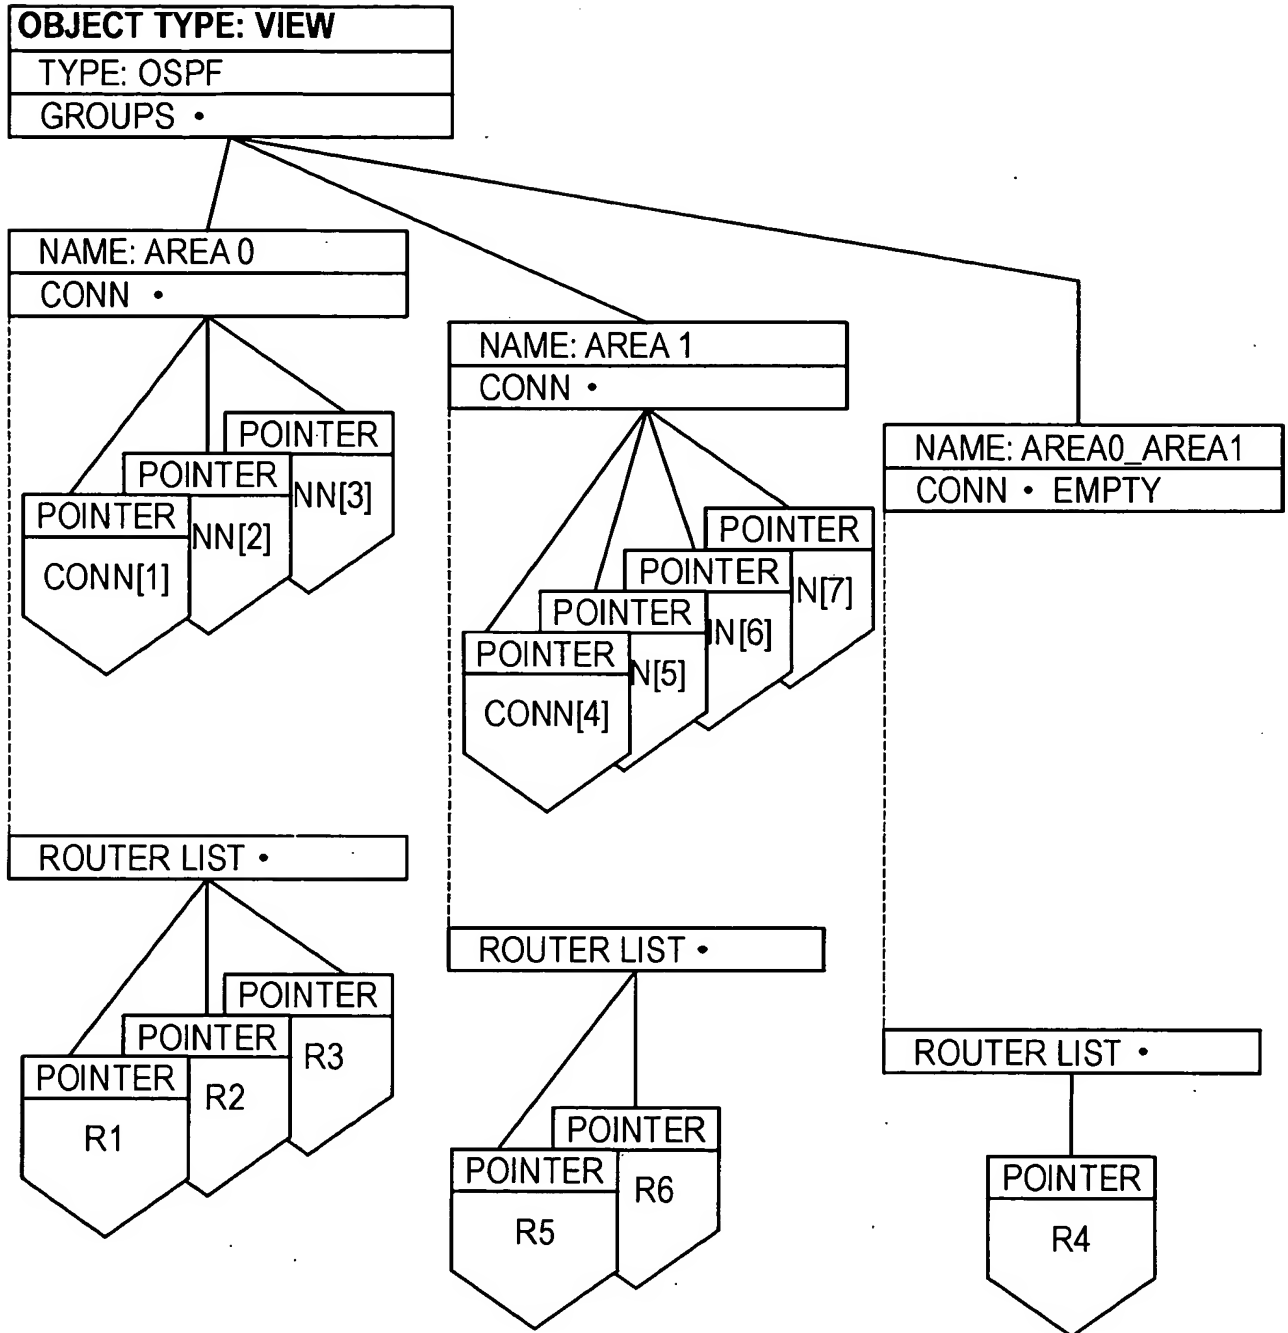 OBJECT TYPE: VIEW
TYPE: OSPF
GROUPS •
NAME: AREA 0
CONN •
POINTER
NN[3]
POINTER
NN[2]
POINTER
CONN[1]
NAME: AREA 1
CONN •
POINTER
N[7]
POINTER
IN[6]
POINTER
N[5]
POINTER
CONN[4]
NAME: AREA0_AREA1
CONN • EMPTY
ROUTER LIST •
POINTER
R3
POINTER
R2
POINTER
R1
ROUTER LIST •
POINTER
R6
POINTER
R5
ROUTER LIST •
POINTER
R4